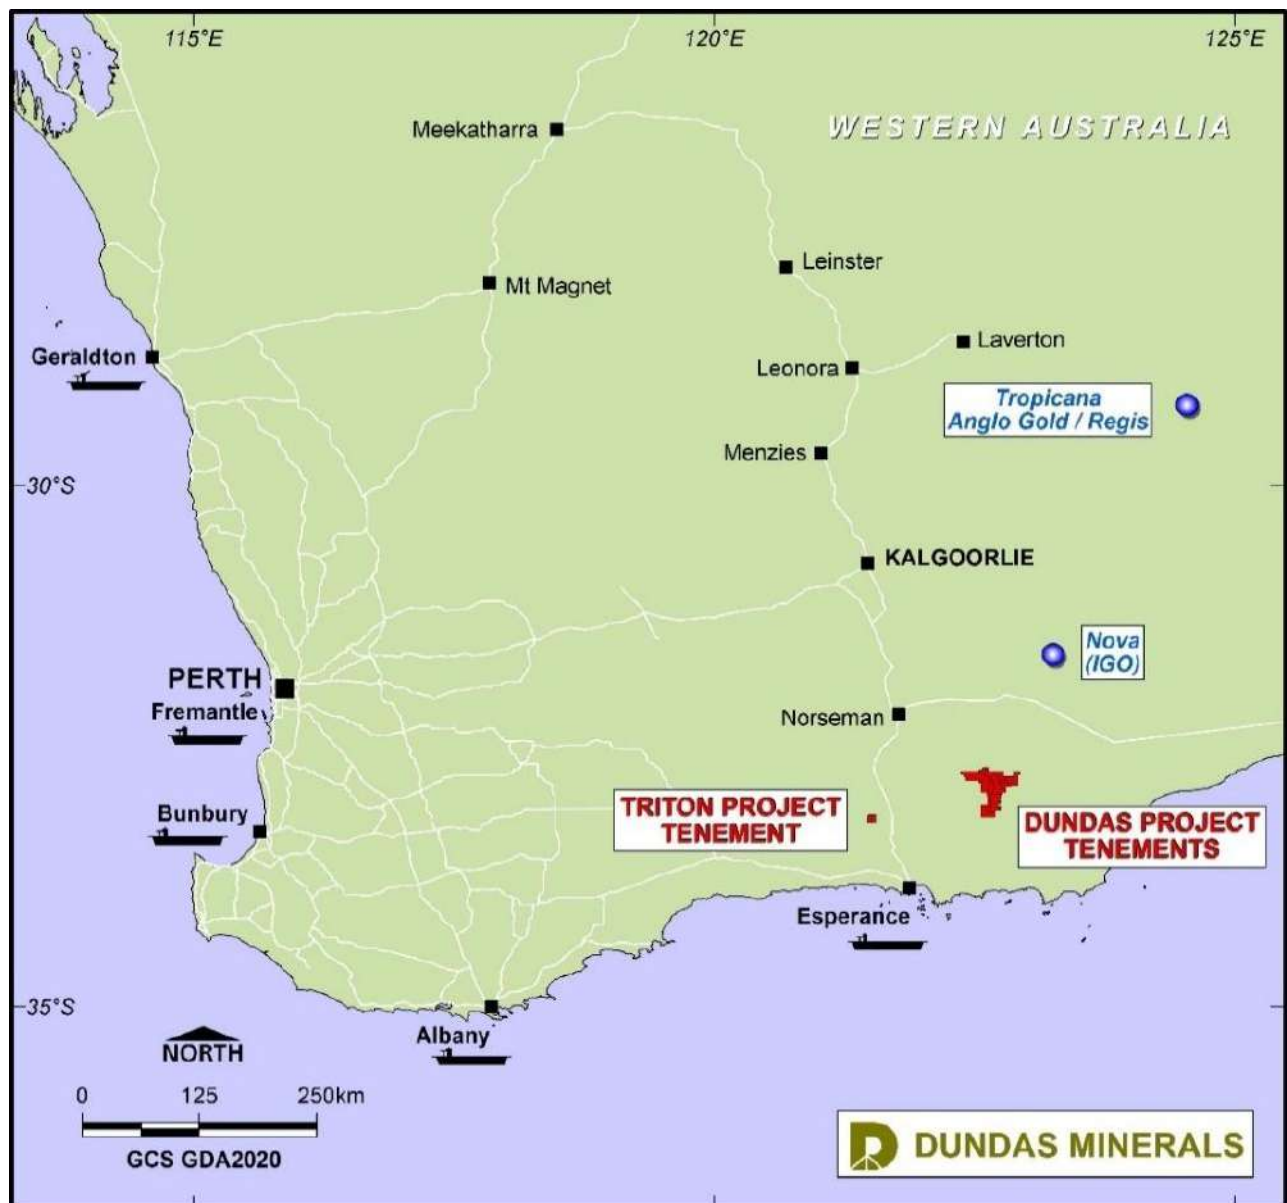 115°E
120°E
125°E
Meekatharra
WESTERN AUSTRALIA
Leinster
Mt Magnet
Laverton
Geraldton
Leonora
Tropicana
Anglo Gold / Regis
Menzies
30°S
KALGOORLIE
Nova
(IGO)
PERTH
Fremantle
Norseman
Bunbury
TRITON PROJECT
TENEMENT
DUNDAS PROJECT
TENEMENTS
Esperance
35°S
Albany
NORTH
0 125 250km
GCS GDA2020
DUNDAS MINERALS